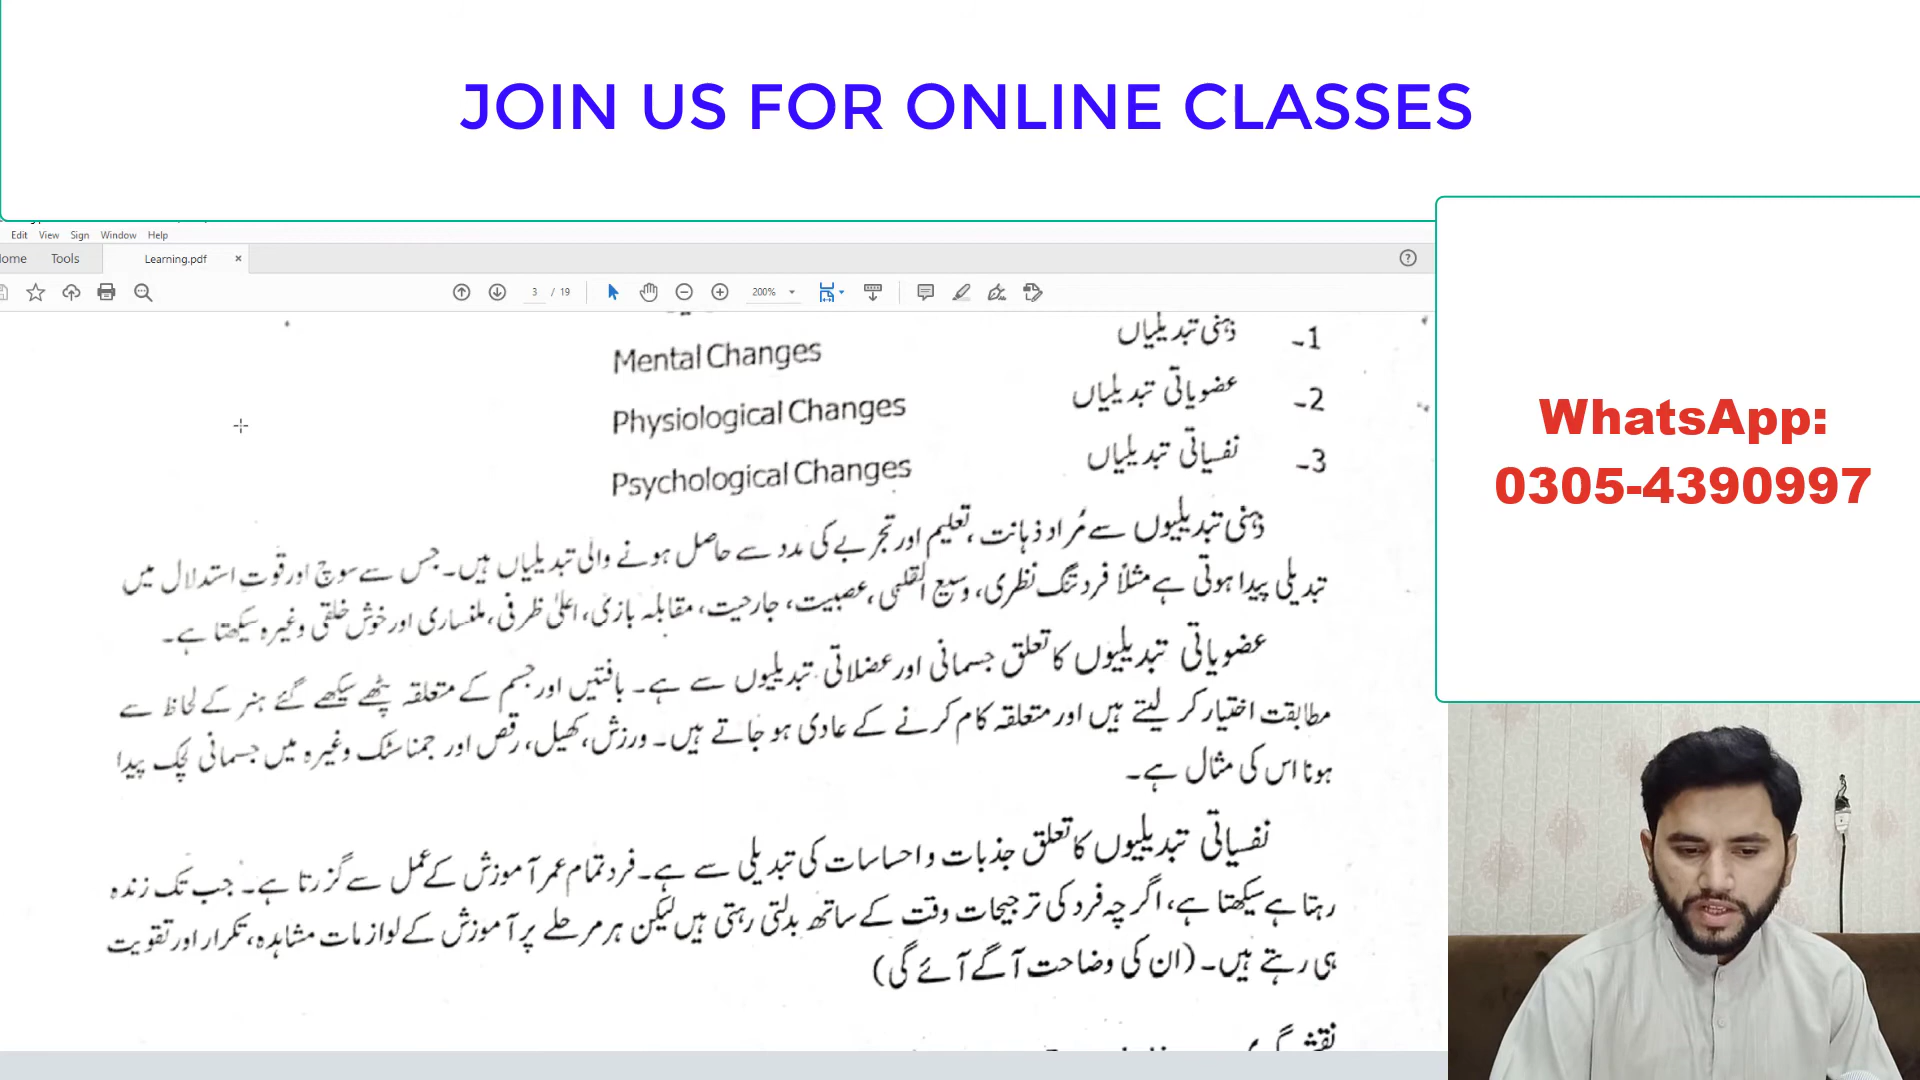 JOIN US FOR ONLINE CLASSES
Edit View Sign Window Help
ome Tools Learning.pdf ×
3 / 19 200%
1- ذہنی تبدیلیاں Mental Changes
2- عضویاتی تبدیلیاں Physiological Changes
3- نفسیاتی تبدیلیاں Psychological Changes
ذہنی تبدیلیوں سے مُراد ذہانت، تعلیم اور تجربے کی مدد سے حاصل ہونے والی تبدیلیاں ہیں۔ جس سے سوچ اور قوتِ استدلال میں
تبدیلی پیدا ہوتی ہے مثلاً فرد تنگ نظری، وسیع القلبی، عصبیت، جارحیت، مقابلہ بازی، اعلیٰ ظرفی، ملنساری اور خوش خلقی وغیرہ سیکھتا ہے۔
عضویاتی تبدیلیوں کا تعلق جسمانی اور عضلاتی تبدیلیوں سے ہے۔ بافتیں اور جسم کے متعلقہ پٹھے سیکھے گئے ہنر کے لحاظ سے
مطابقت اختیار کر لیتے ہیں اور متعلقہ کام کرنے کے عادی ہو جاتے ہیں۔ ورزش، کھیل، رقص اور جمناسٹک وغیرہ میں جسمانی لچک پیدا
ہونا اس کی مثال ہے۔
نفسیاتی تبدیلیوں کا تعلق جذبات و احساسات کی تبدیلی سے ہے۔ فرد تمام عمر آموزش کے عمل سے گزرتا ہے۔ جب تک زندہ
رہتا ہے سیکھتا ہے، اگرچہ فرد کی ترجیحات وقت کے ساتھ بدلتی رہتی ہیں لیکن ہر مرحلے پر آموزش کے لوازمات مشاہدہ، تکرار اور تقویت
ہی رہتے ہیں۔ (ان کی وضاحت آگے آئے گی)
WhatsApp:
0305-4390997